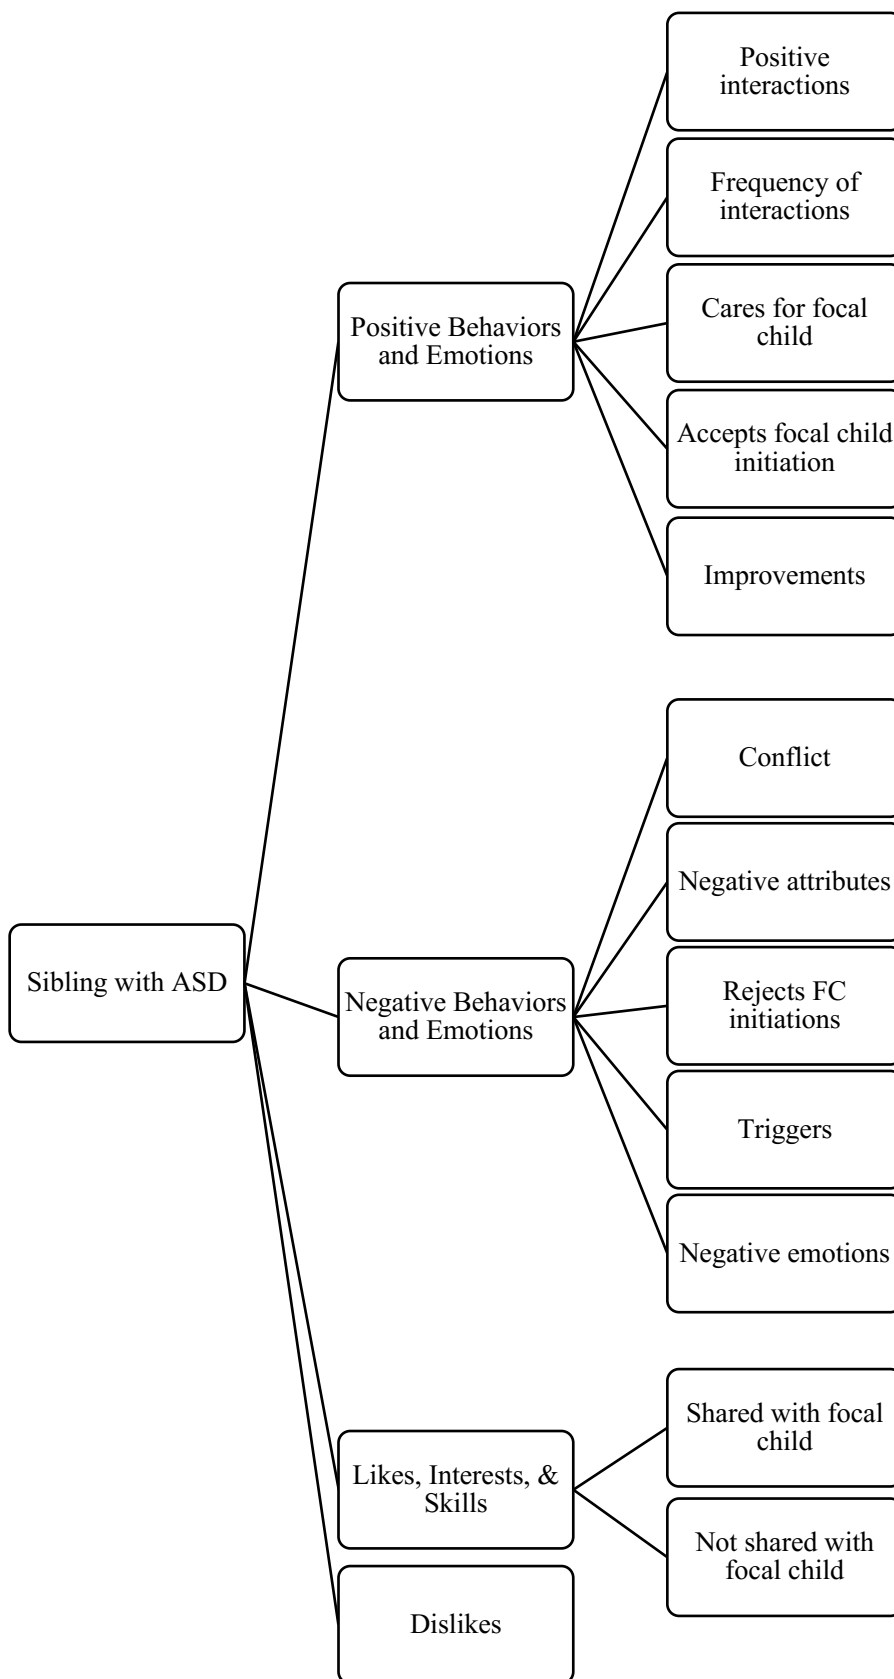 Sibling with ASD
Positive Behaviors
and Emotions
Positive
interactions
Frequency of
interactions
Cares for focal
child
Accepts focal child
initiation
Improvements
Negative Behaviors
and Emotions
Conflict
Negative attributes
Rejects FC
initiations
Triggers
Negative emotions
Likes, Interests, &
Skills
Shared with focal
child
Not shared with
focal child
Dislikes